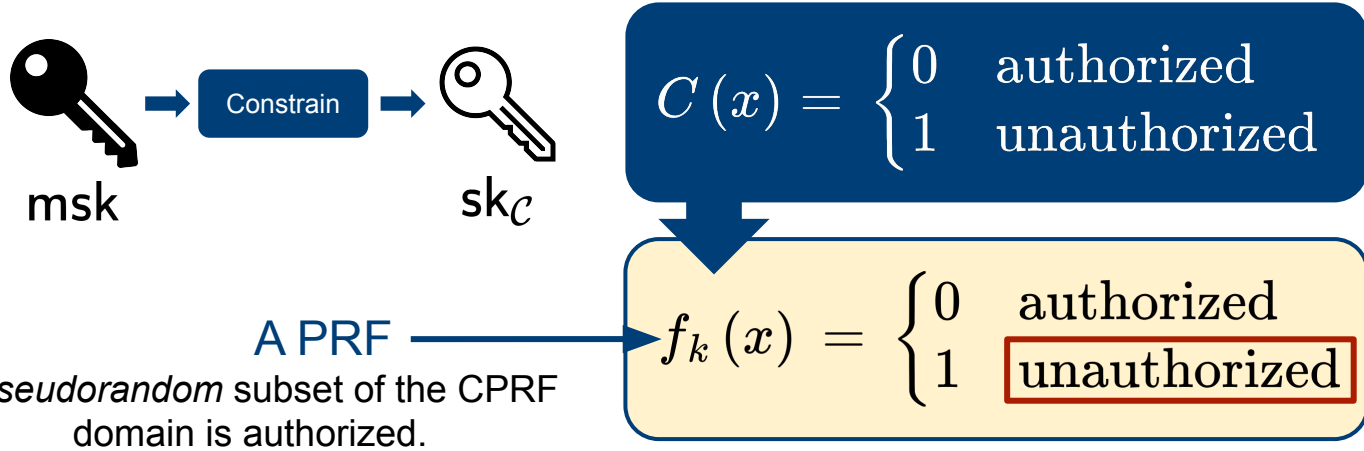 Constrain
msk
sk_𝒞
C (x) = { 0 authorized
1 unauthorized
A PRF
seudorandom subset of the CPRF
domain is authorized.
f_k (x) = { 0 authorized
1 unauthorized